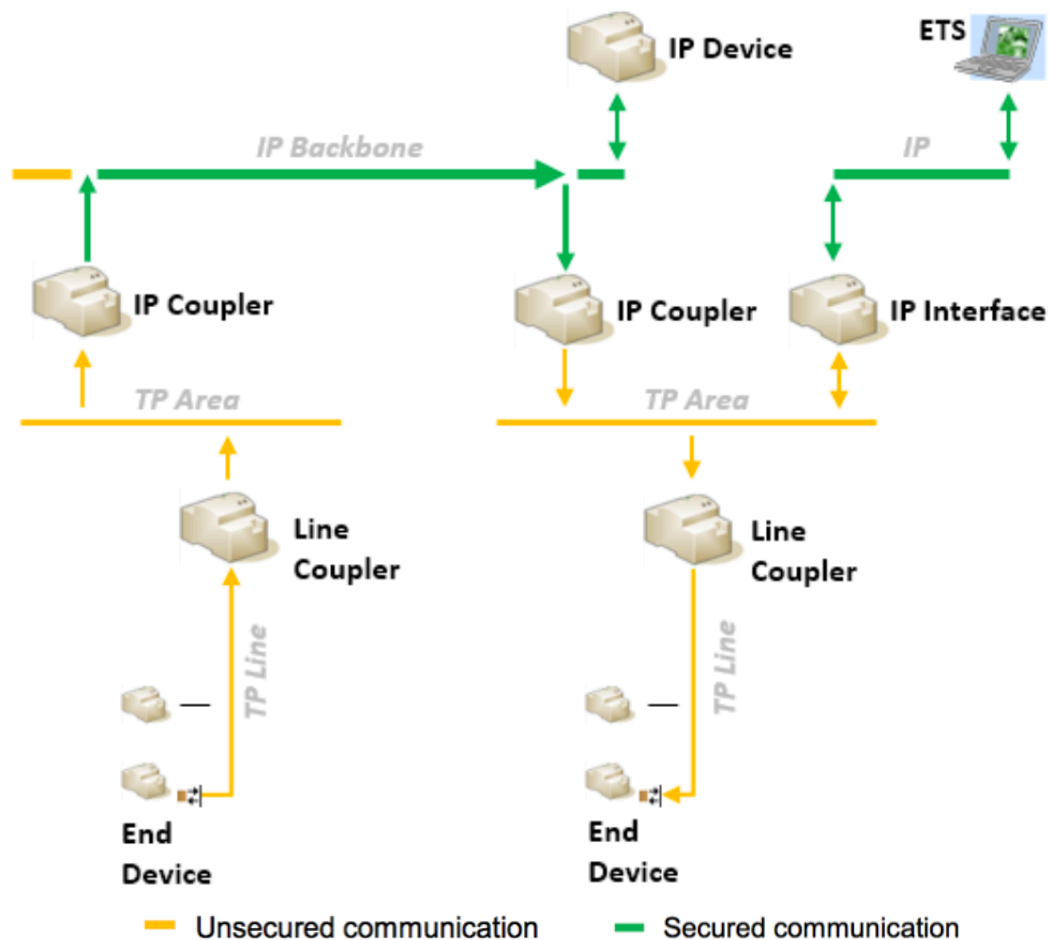 ETS
IP Device
IP Backbone
IP
IP Coupler
IP Coupler
IP Interface
TP Area
TP Area
Line
Coupler
Line
Coupler
TP Line
TP Line
End
Device
End
Device
Unsecured communication
Secured communication